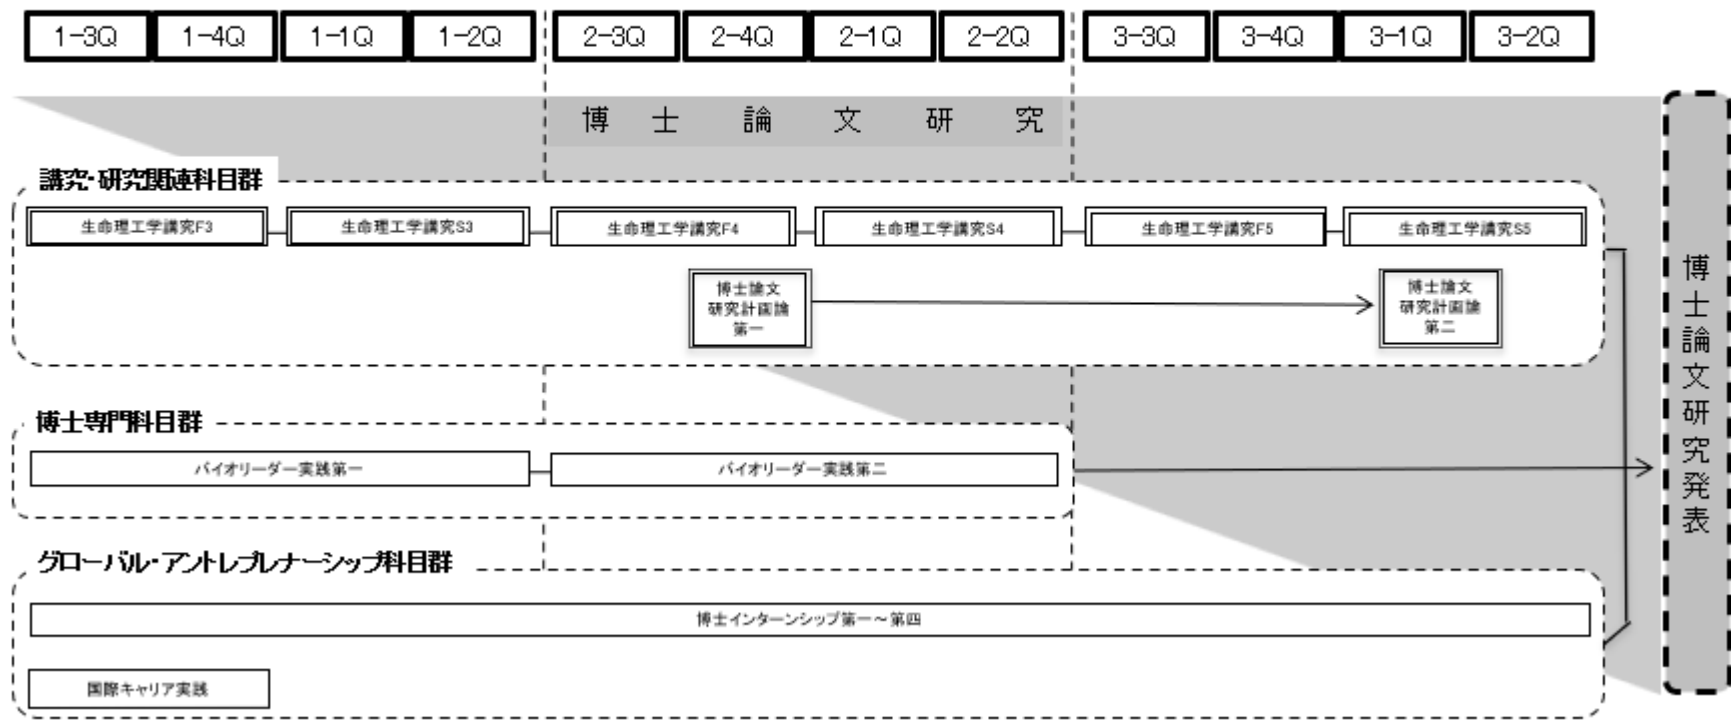 1-3Q 1-4Q 1-1Q 1-2Q 2-3Q 2-4Q 2-1Q 2-2Q 3-3Q 3-4Q 3-1Q 3-2Q
博士論文研究
講究・研究関連科目群
生命理工学講究F3 生命理工学講究S3 生命理工学講究F4 生命理工学講究S4 生命理工学講究F5 生命理工学講究S5
博士論文
研究計画論
第一
博士論文
研究計画論
第二
博士専門科目群
バイオリーダー実践第一 バイオリーダー実践第二
グローバル・アントレプレナーシップ科目群
博士インターンシップ第一～第四
国際キャリア実践
博士論文研究発表